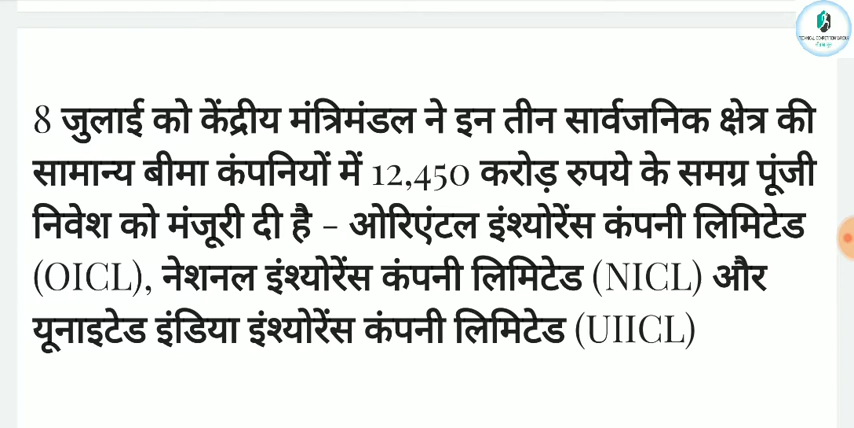 8 जुलाई को केंद्रीय मंत्रिमंडल ने इन तीन सार्वजनिक क्षेत्र की
सामान्य बीमा कंपनियों में 12,450 करोड़ रुपये के समग्र पूंजी
निवेश को मंजूरी दी है - ओरिएंटल इंश्योरेंस कंपनी लिमिटेड
(OICL), नेशनल इंश्योरेंस कंपनी लिमिटेड (NICL) और
यूनाइटेड इंडिया इंश्योरेंस कंपनी लिमिटेड (UIICL)